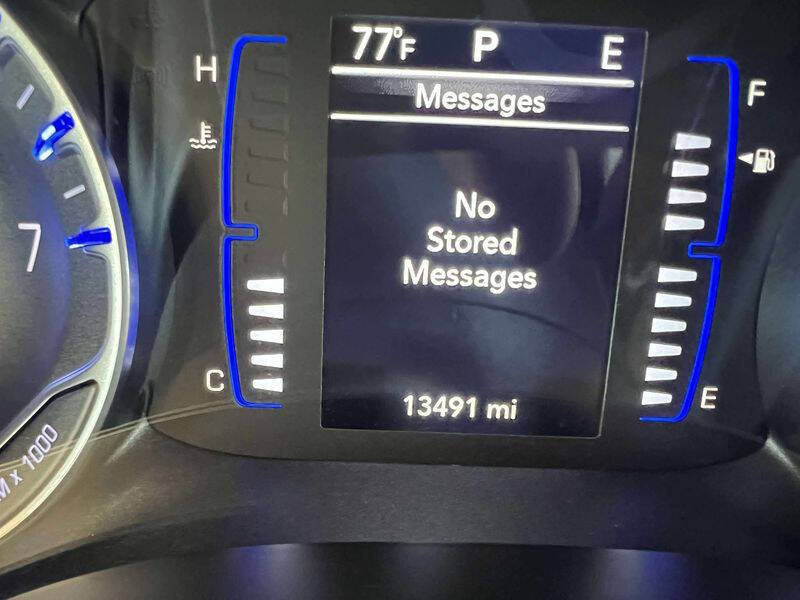 77°F P E
Messages
No
Stored
Messages
13491 mi
H
C
F
E
7
M x 1000